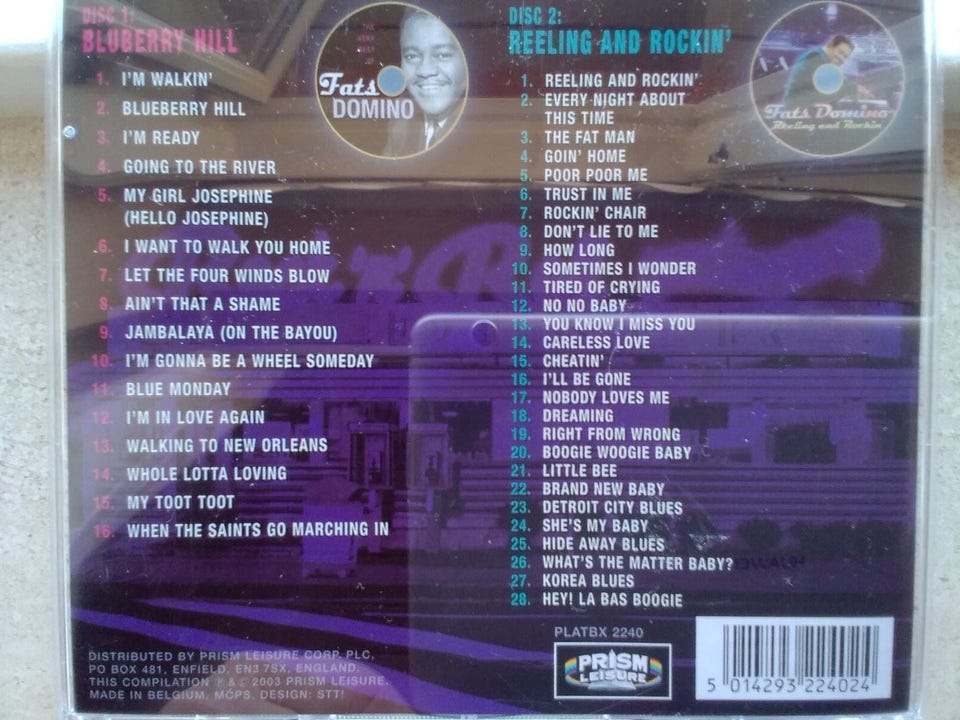 DISC 1:
BLUBERRY HILL
1. I'M WALKIN'
2. BLUEBERRY HILL
3. I'M READY
4. GOING TO THE RIVER
5. MY GIRL JOSEPHINE
(HELLO JOSEPHINE)
6. I WANT TO WALK YOU HOME
7. LET THE FOUR WINDS BLOW
8. AIN'T THAT A SHAME
9. JAMBALAYA (ON THE BAYOU)
10. I'M GONNA BE A WHEEL SOMEDAY
11. BLUE MONDAY
12. I'M IN LOVE AGAIN
13. WALKING TO NEW ORLEANS
14. WHOLE LOTTA LOVING
15. MY TOOT TOOT
16. WHEN THE SAINTS GO MARCHING IN
THE
VERY
BEST
OF
Fats
DOMINO
DISC 2:
REELING AND ROCKIN'
1. REELING AND ROCKIN'
2. EVERY NIGHT ABOUT
THIS TIME
3. THE FAT MAN
4. GOIN' HOME
5. POOR POOR ME
6. TRUST IN ME
7. ROCKIN' CHAIR
8. DON'T LIE TO ME
9. HOW LONG
10. SOMETIMES I WONDER
11. TIRED OF CRYING
12. NO NO BABY
13. YOU KNOW I MISS YOU
14. CARELESS LOVE
15. CHEATIN'
16. I'LL BE GONE
17. NOBODY LOVES ME
18. DREAMING
19. RIGHT FROM WRONG
20. BOOGIE WOOGIE BABY
21. LITTLE BEE
22. BRAND NEW BABY
23. DETROIT CITY BLUES
24. SHE'S MY BABY
25. HIDE AWAY BLUES
26. WHAT'S THE MATTER BABY?
27. KOREA BLUES
28. HEY! LA BAS BOOGIE
Fats Domino
Reeling and Rockin
DISTRIBUTED BY PRISM LEISURE CORP. PLC,
PO BOX 481, ENFIELD, EN3 7SX, ENGLAND.
THIS COMPILATION ℗ & © 2003 PRISM LEISURE.
MADE IN BELGIUM. MCPS. DESIGN: STT!
PLATBX 2240
PRISM
LEISURE
5 014293 224024